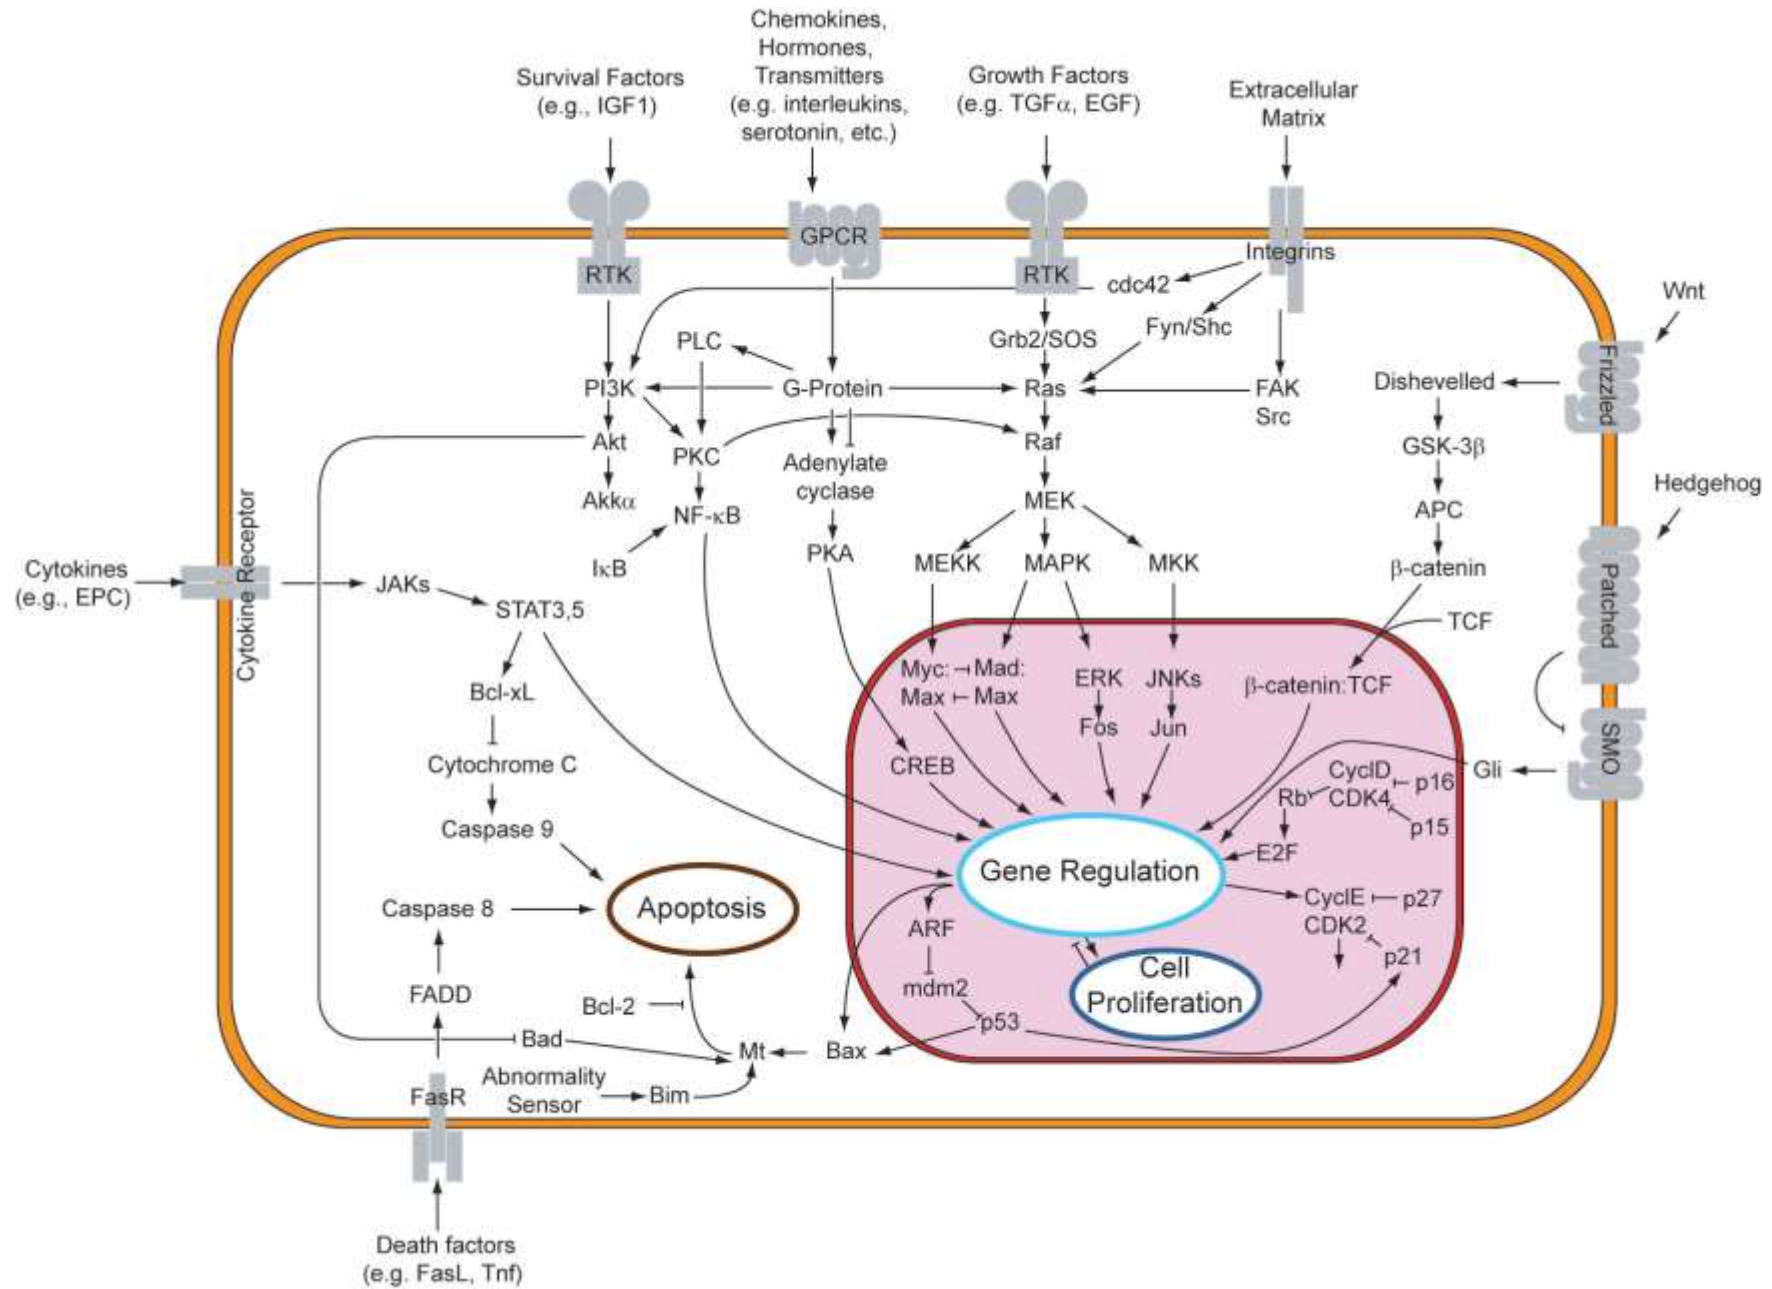 Chemokines,
Hormones,
Transmitters
(e.g. interleukins,
serotonin, etc.)
Survival Factors
(e.g., IGF1)
Growth Factors
(e.g. TGFα, EGF)
Extracellular
Matrix
RTK
GPCR
RTK
Integrins
cdc42
Fyn/Shc
Grb2/SOS
PLC
PI3K
G-Protein
Ras
FAK
Src
Akt
PKC
Adenylate
cyclase
Raf
Akkα
NF-κB
MEK
IκB
PKA
MEKK
MAPK
MKK
Wnt
Frizzled
Dishevelled
GSK-3β
APC
β-catenin
TCF
Hedgehog
Patched
SMO
Gli
Cytokines
(e.g., EPC)
Cytokine Receptor
JAKs
STAT3,5
Bcl-xL
Cytochrome C
Caspase 9
Caspase 8
Apoptosis
FADD
Bcl-2
Bad
Mt
Bax
Abnormality
Sensor
Bim
FasR
Death factors
(e.g. FasL, Tnf)
Myc:
Mad:
Max
Max
ERK
JNKs
β-catenin:TCF
Fos
Jun
CREB
CyclD
CDK4
p16
Rb
p15
E2F
Gene Regulation
CyclE
CDK2
p27
p21
ARF
mdm2
p53
Cell
Proliferation